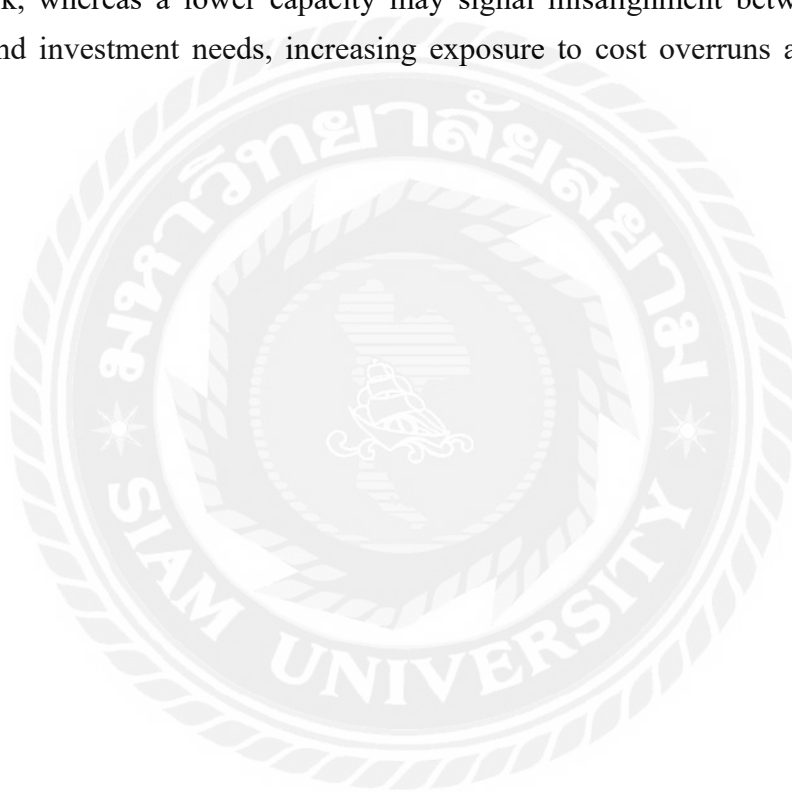 k, whereas a lower capacity may signal misalignment betw
nd investment needs, increasing exposure to cost overruns a
มหาวิทยาลัยสยาม
SIAM UNIVERSITY